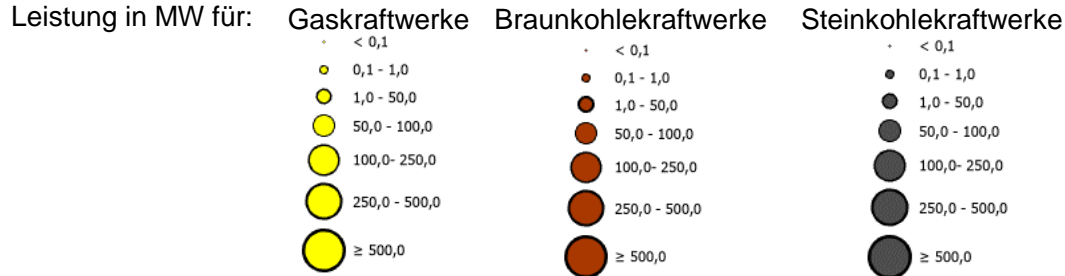 Leistung in MW für: Gaskraftwerke Braunkohlekraftwerke Steinkohlekraftwerke
< 0,1 < 0,1 < 0,1
0,1 - 1,0 0,1 - 1,0 0,1 - 1,0
1,0 - 50,0 1,0 - 50,0 1,0 - 50,0
50,0 - 100,0 50,0 - 100,0 50,0 - 100,0
100,0- 250,0 100,0- 250,0 100,0- 250,0
250,0 - 500,0 250,0 - 500,0 250,0 - 500,0
≥ 500,0 ≥ 500,0 ≥ 500,0